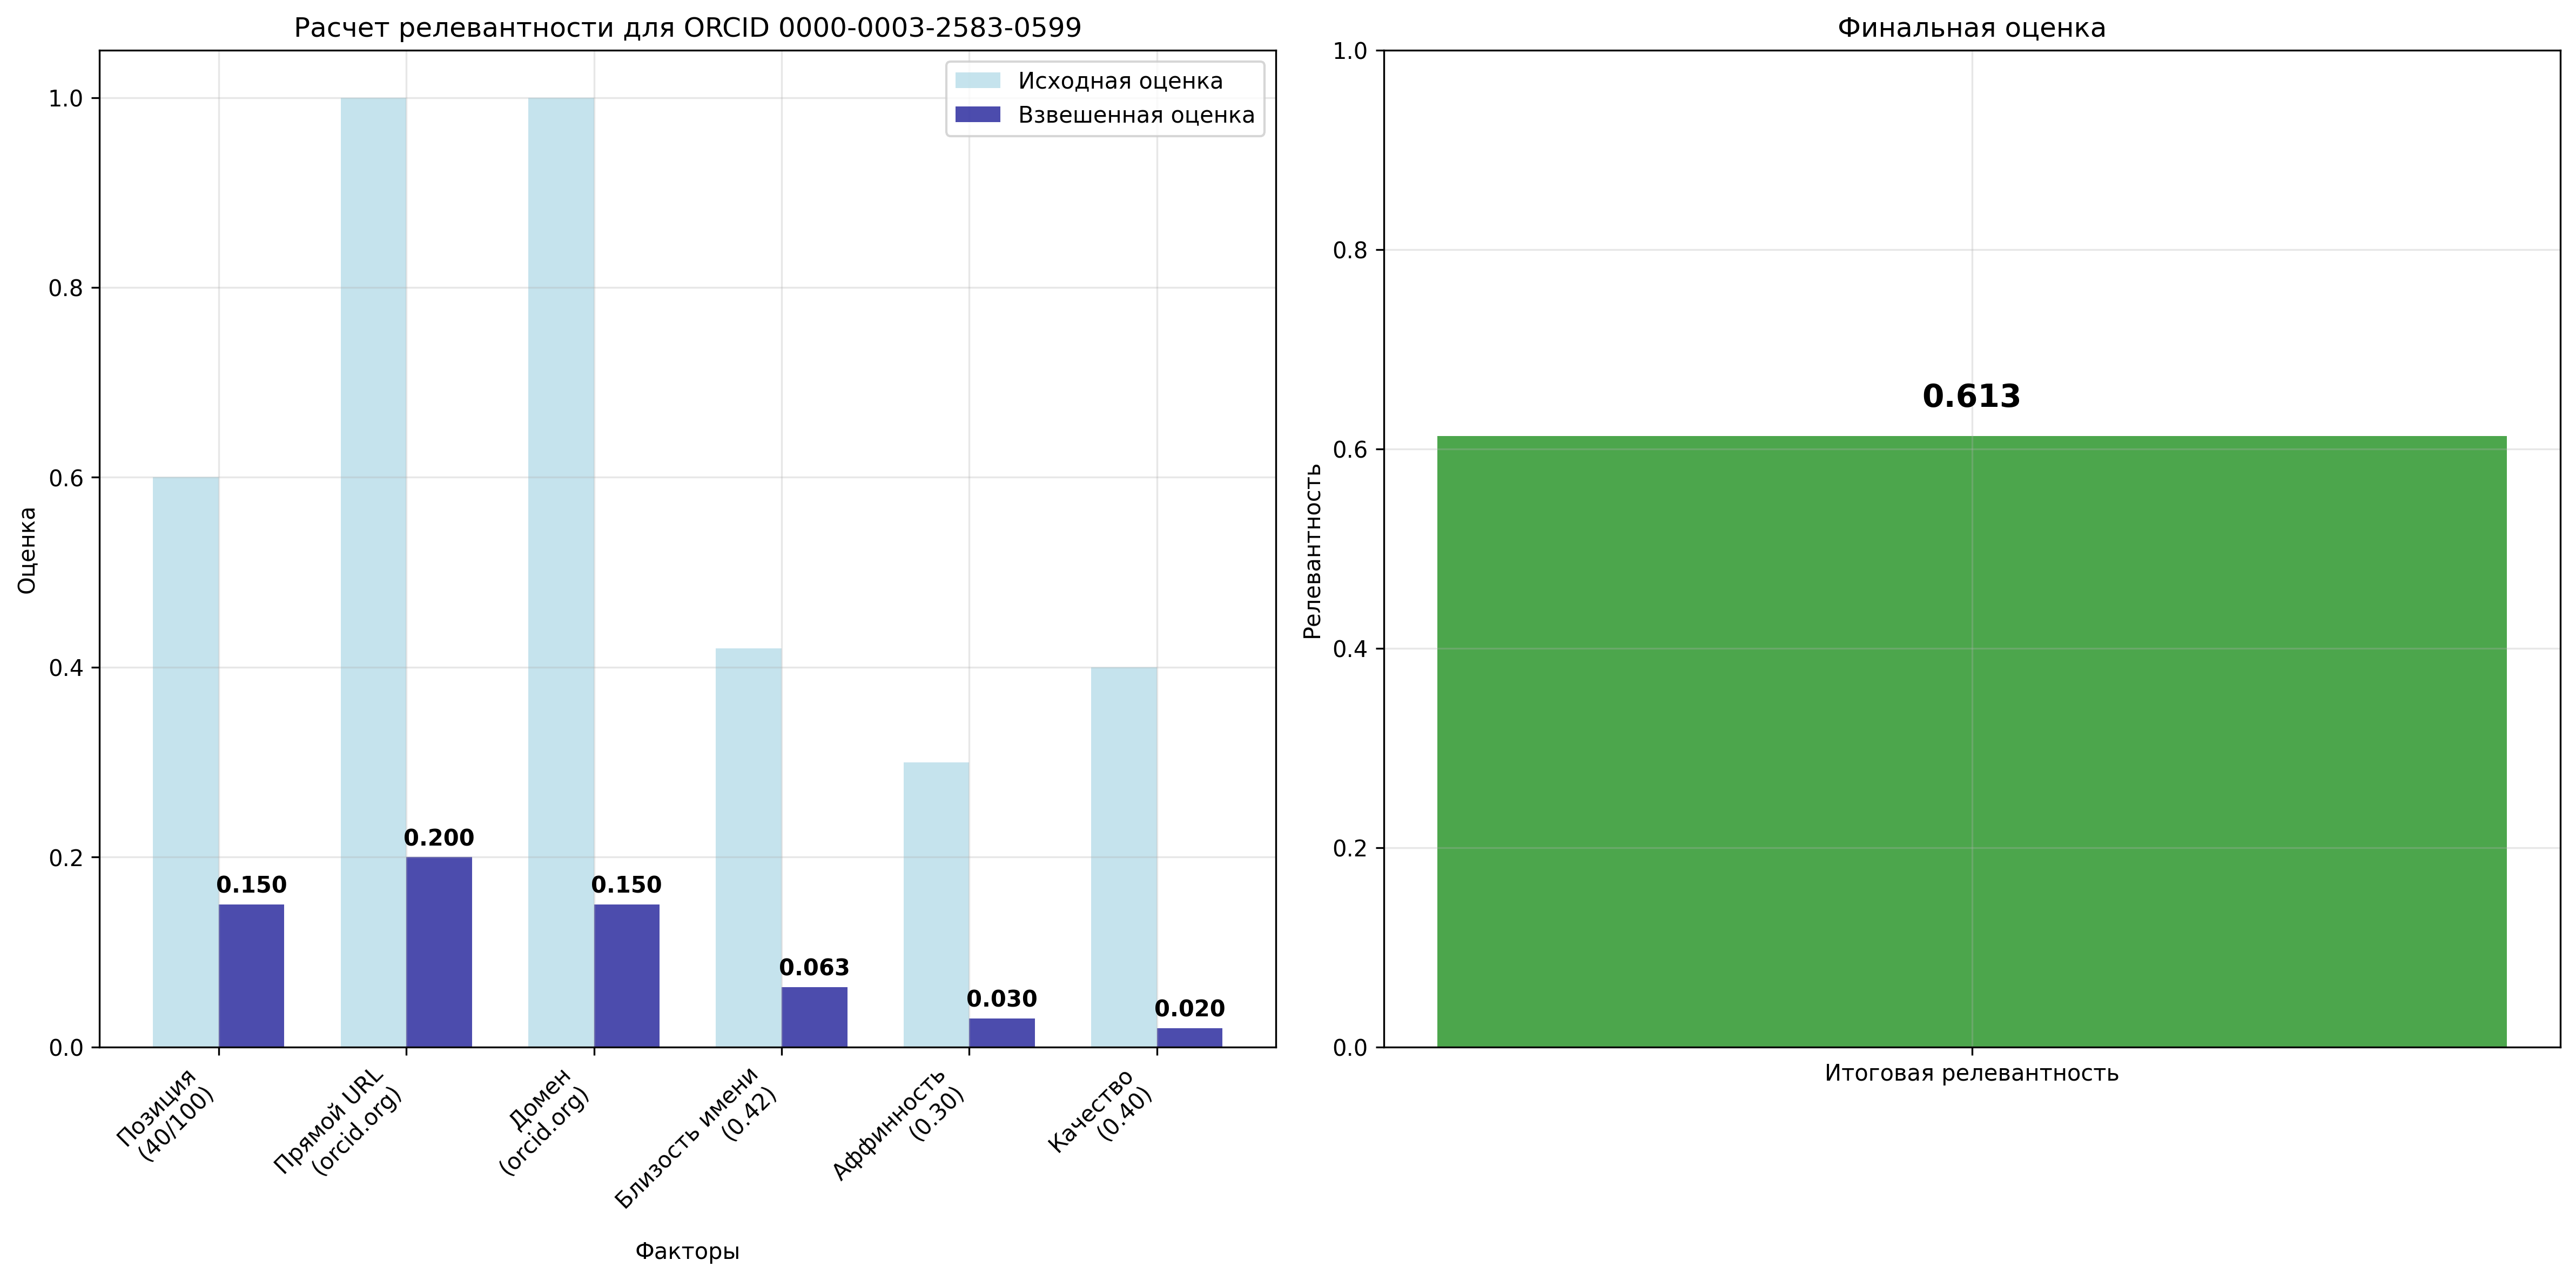 Расчет релевантности для ORCID 0000-0003-2583-0599
Исходная оценка
Взвешенная оценка
Оценка
1.0
0.8
0.6
0.4
0.2
0.0
0.150
0.200
0.150
0.063
0.030
0.020
Позиция
(40/100)
Прямой URL
(orcid.org)
Домен
(orcid.org)
Близость имени
(0.42)
Аффинность
(0.30)
Качество
(0.40)
Факторы
Финальная оценка
Релевантность
1.0
0.8
0.6
0.4
0.2
0.0
0.613
Итоговая релевантность